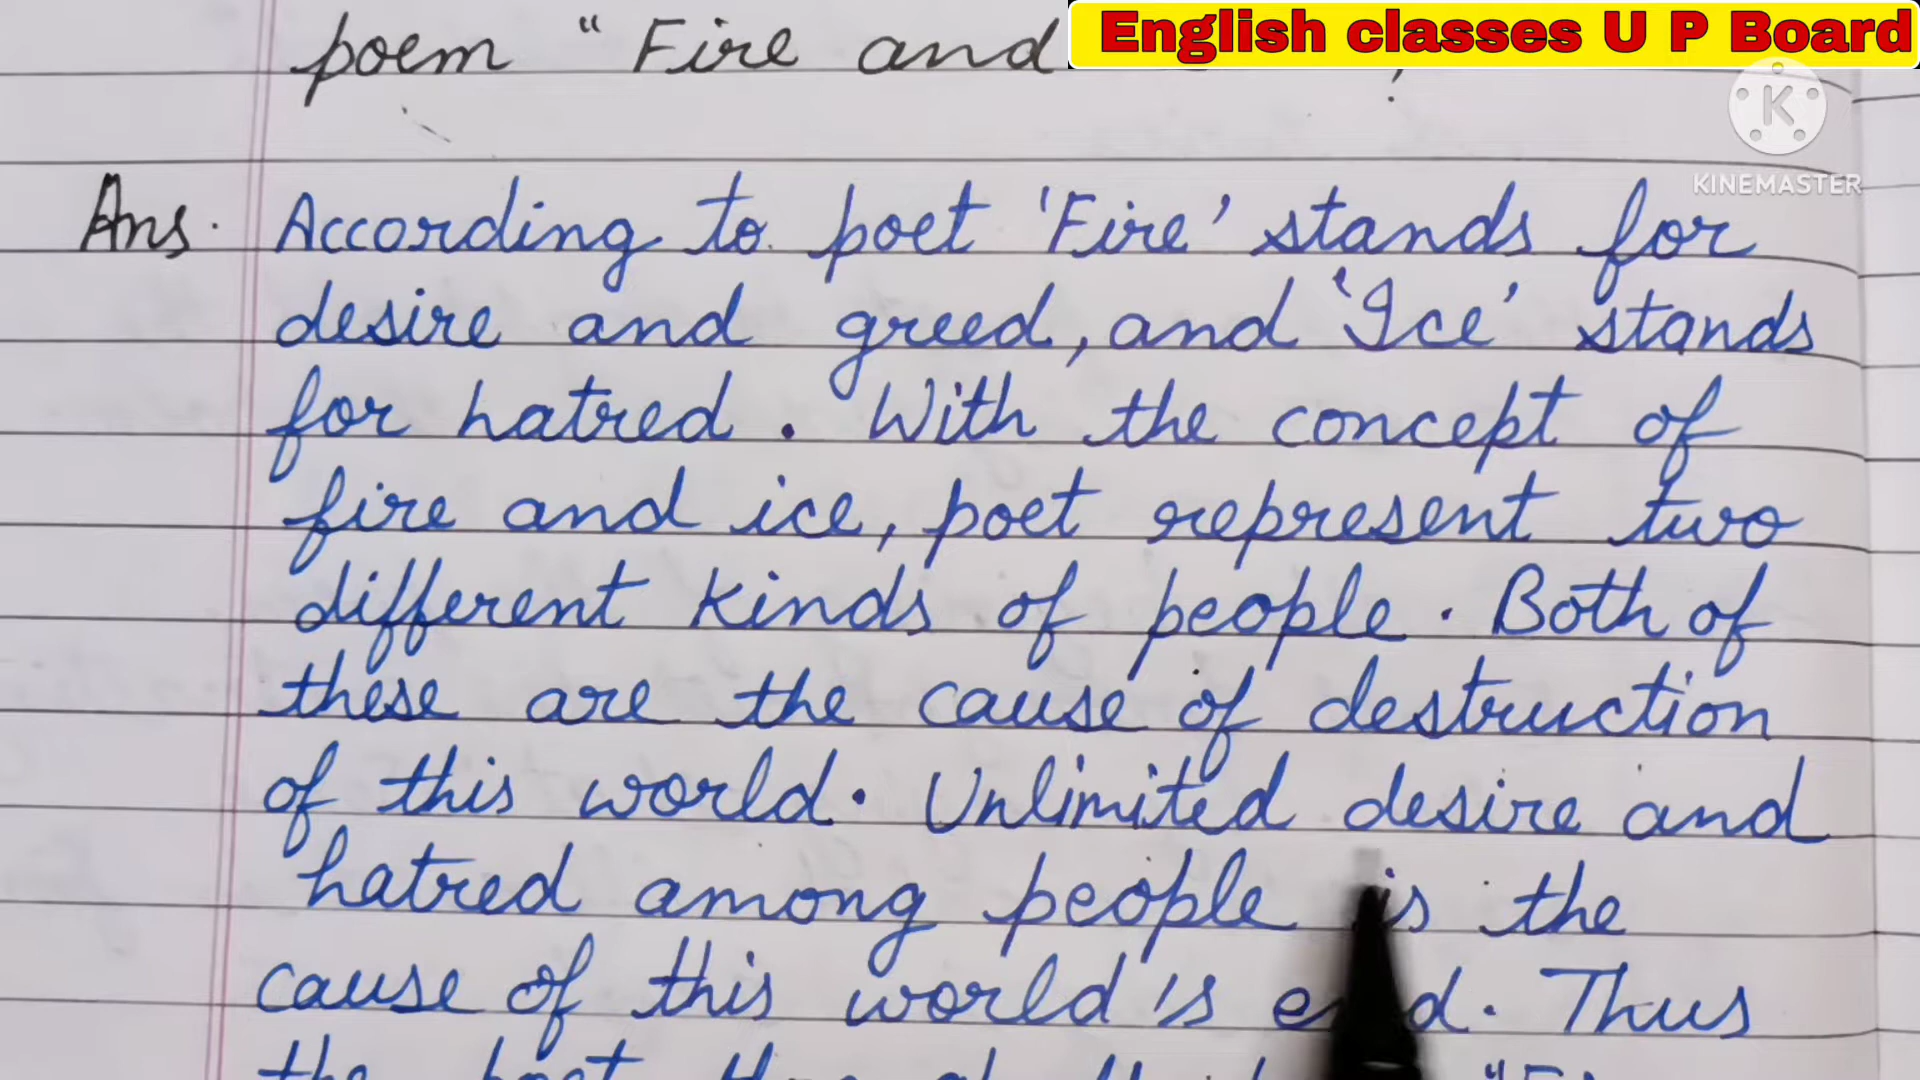 poem "Fire and
English classes U P Board
KINEMASTER
Ans. According to poet 'Fire' stands for
desire and greed, and 'Ice' stands
for hatred. With the concept of
fire and ice, poet represent two
different kinds of people. Both of
these are the cause of destruction
of this world. Unlimited desire and
hatred among people is the
cause of this world's end. Thus
the poet